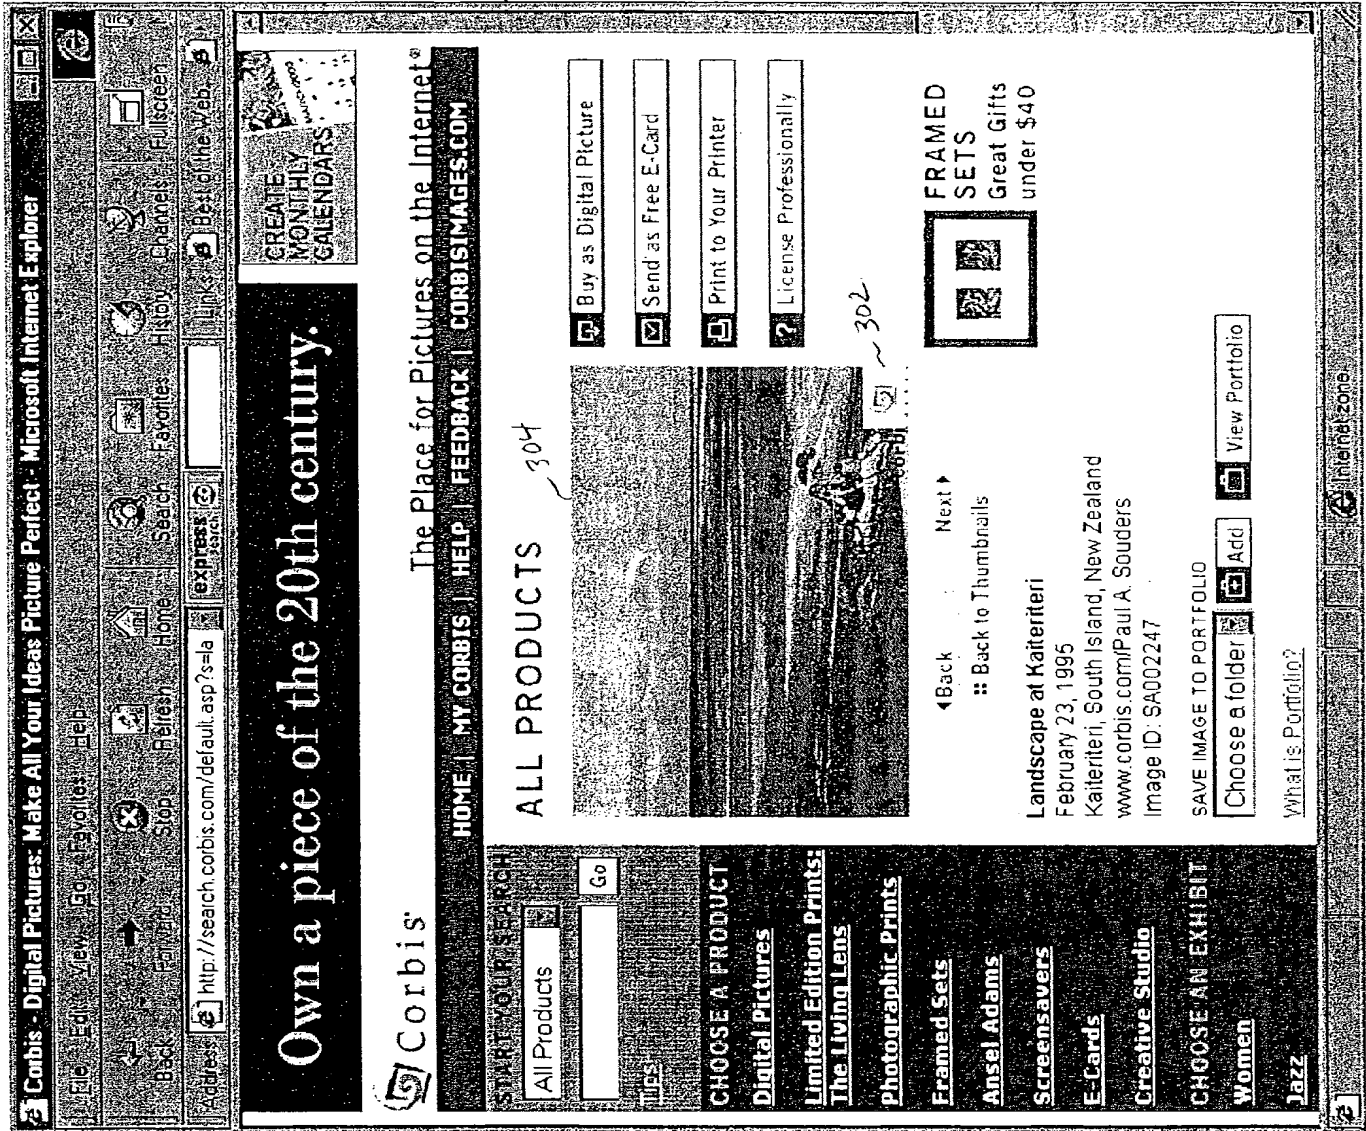 Corbis - Digital Pictures: Make All Your Ideas Picture Perfect - Microsoft Internet Explorer
File Edit View Go Favorites Help
Back Forward Stop Refresh Home Search Favorites History Channels Fullscreen
Address http://search.corbis.com/default.asp?s=la express search Links Best of the Web
Own a piece of the 20th century.
CREATE
MONTHLY
CALENDARS
Corbis
The Place for Pictures on the Internet®
HOME | MY CORBIS | HELP | FEEDBACK | CORBISIMAGES.COM
START YOUR SEARCH
All Products
Go
Tips
CHOOSE A PRODUCT
Digital Pictures
Limited Edition Prints:
The Living Lens
Photographic Prints
Framed Sets
Ansel Adams
Screensavers
E-Cards
Creative Studio
CHOOSE AN EXHIBIT
Women
Jazz
ALL PRODUCTS
304
302
Buy as Digital Picture
Send as Free E-Card
Print to Your Printer
License Professionally
Back Next
Back to Thumbnails
FRAMED
SETS
Great Gifts
under $40
Landscape at Kaiteriteri
February 23, 1995
Kaiteriteri, South Island, New Zealand
www.corbis.com/Paul A. Souders
Image ID: SA002247
SAVE IMAGE TO PORTFOLIO
Choose a folder Add View Portfolio
What is Portfolio?
Internet zone